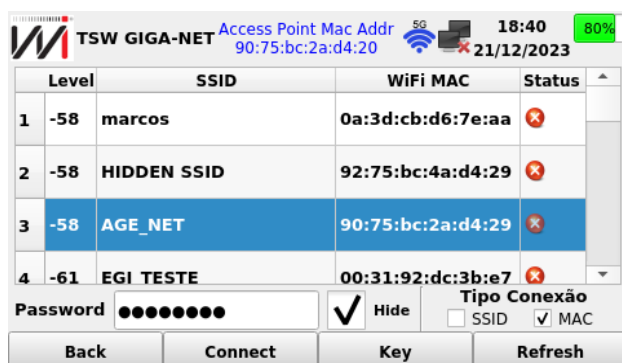 TSW GIGA-NET
Access Point Mac Addr
90:75:bc:2a:d4:20
5G
18:40
21/12/2023
80%
Level SSID WiFi MAC Status
1 -58 marcos 0a:3d:cb:d6:7e:aa
2 -58 HIDDEN SSID 92:75:bc:4a:d4:29
3 -58 AGE_NET 90:75:bc:2a:d4:29
4 -61 EGI TESTE 00:31:92:dc:3b:e7
Password ●●●●●●●● Hide
Tipo Conexão
SSID MAC
Back Connect Key Refresh